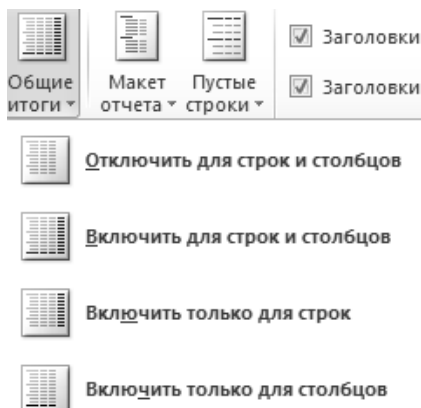 Общие итоги
Макет отчета
Пустые строки
Заголовки
Заголовки
Отключить для строк и столбцов
Включить для строк и столбцов
Включить только для строк
Включить только для столбцов